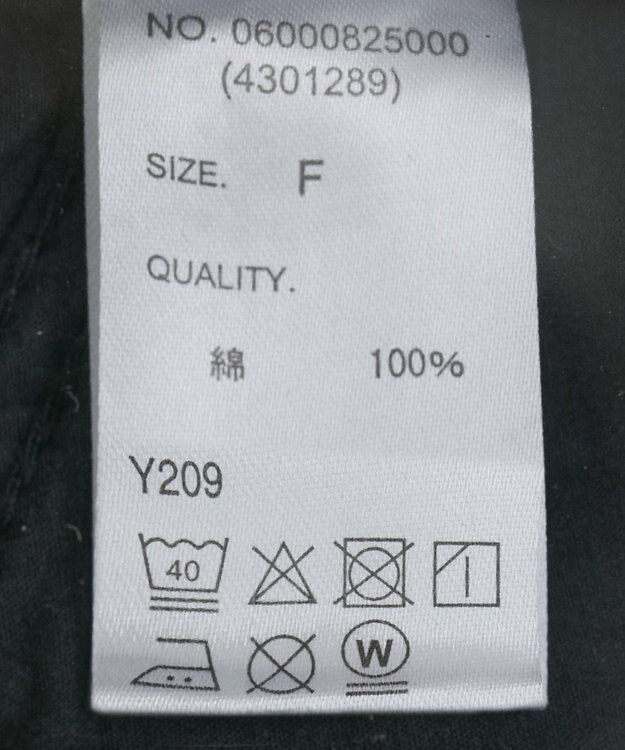 NO. 06000825000
(4301289)
SIZE. F
QUALITY.
綿 100%
Y209
40
W